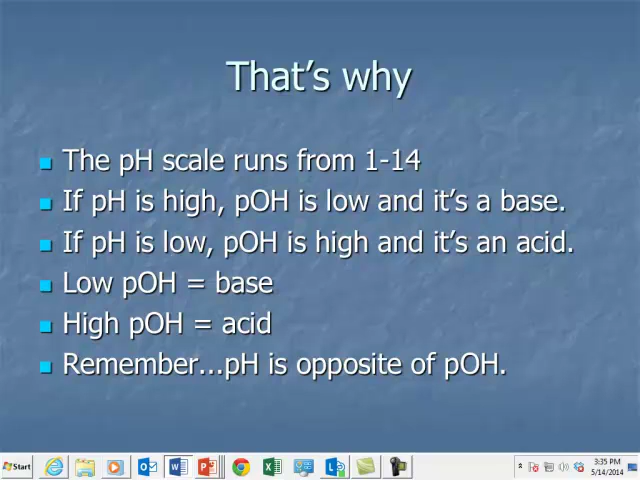 That's why
The pH scale runs from 1-14
If pH is high, pOH is low and it's a base.
If pH is low, pOH is high and it's an acid.
Low pOH = base
High pOH = acid
Remember...pH is opposite of pOH.
Start
3:35 PM
5/14/2014